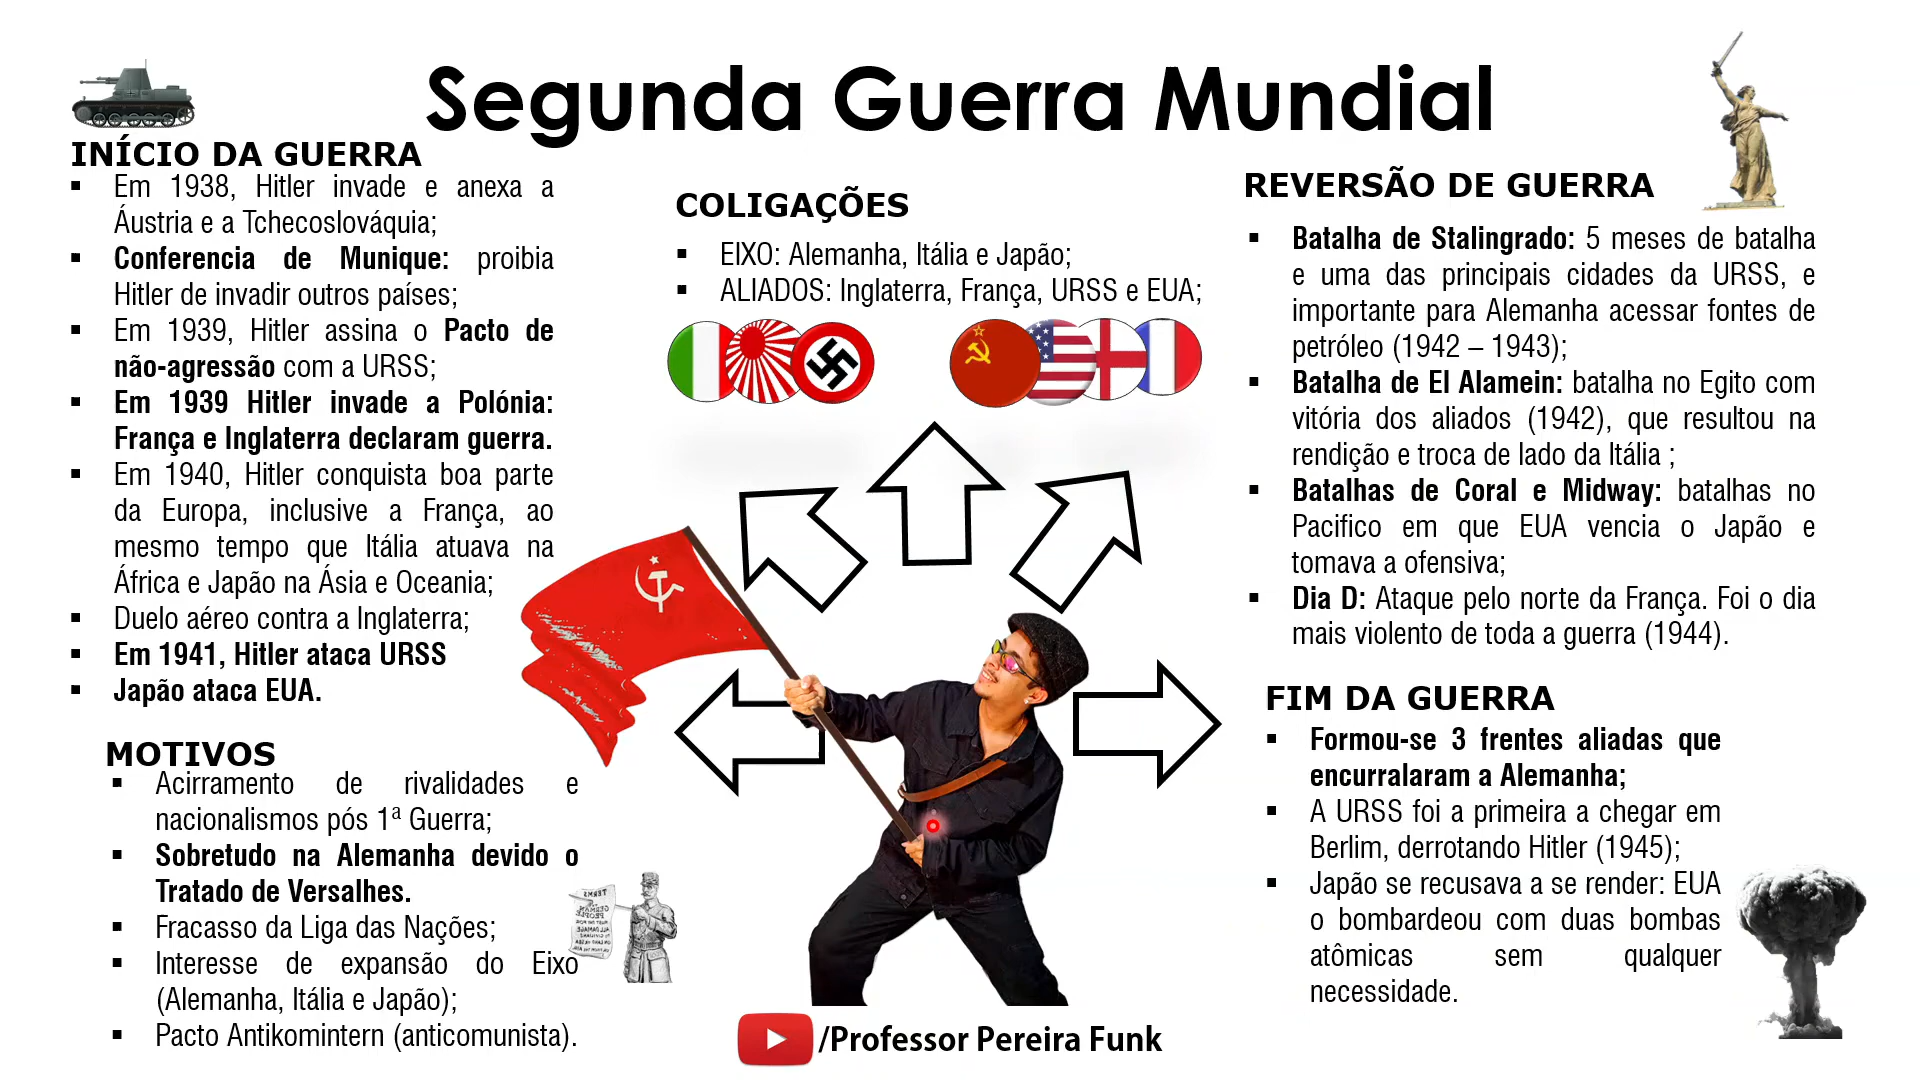 Segunda Guerra Mundial
INÍCIO DA GUERRA
▪ Em 1938, Hitler invade e anexa a
Áustria e a Tchecoslováquia;
▪ Conferencia de Munique: proibia
Hitler de invadir outros países;
▪ Em 1939, Hitler assina o Pacto de
não-agressão com a URSS;
▪ Em 1939 Hitler invade a Polónia:
França e Inglaterra declaram guerra.
▪ Em 1940, Hitler conquista boa parte
da Europa, inclusive a França, ao
mesmo tempo que Itália atuava na
África e Japão na Ásia e Oceania;
▪ Duelo aéreo contra a Inglaterra;
▪ Em 1941, Hitler ataca URSS
▪ Japão ataca EUA.
MOTIVOS
▪ Acirramento de rivalidades e
nacionalismos pós 1ª Guerra;
▪ Sobretudo na Alemanha devido o
Tratado de Versalhes.
▪ Fracasso da Liga das Nações;
▪ Interesse de expansão do Eixo
(Alemanha, Itália e Japão);
▪ Pacto Antikomintern (anticomunista).
TERMS
GERMAN
PEOPLE
ALL DAMAGE
COLIGAÇÕES
▪ EIXO: Alemanha, Itália e Japão;
▪ ALIADOS: Inglaterra, França, URSS e EUA;
/Professor Pereira Funk
REVERSÃO DE GUERRA
▪ Batalha de Stalingrado: 5 meses de batalha
e uma das principais cidades da URSS, e
importante para Alemanha acessar fontes de
petróleo (1942 – 1943);
▪ Batalha de El Alamein: batalha no Egito com
vitória dos aliados (1942), que resultou na
rendição e troca de lado da Itália ;
▪ Batalhas de Coral e Midway: batalhas no
Pacifico em que EUA vencia o Japão e
tomava a ofensiva;
▪ Dia D: Ataque pelo norte da França. Foi o dia
mais violento de toda a guerra (1944).
FIM DA GUERRA
▪ Formou-se 3 frentes aliadas que
encurralaram a Alemanha;
▪ A URSS foi a primeira a chegar em
Berlim, derrotando Hitler (1945);
▪ Japão se recusava a se render: EUA
o bombardeou com duas bombas
atômicas sem qualquer
necessidade.